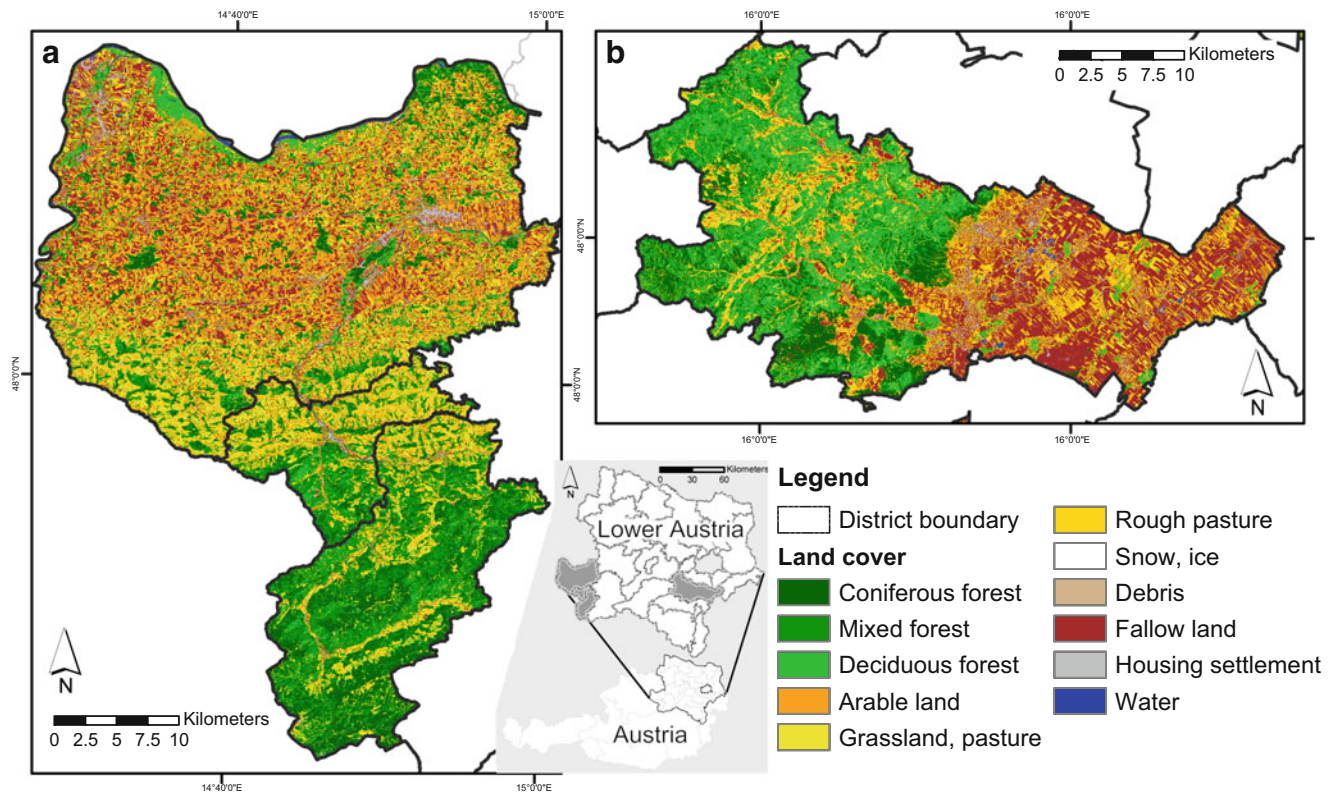 14°40'0"E
15°0'0"E
16°0'0"E
16°0'0"E
a
b
Kilometers
0 2.5 5 7.5 10
48°0'0"N
48°0'0"N
48°0'0"N
48°0'0"N
N
N
Kilometers
0 2.5 5 7.5 10
14°40'0"E
15°0'0"E
16°0'0"E
16°0'0"E
N
Kilometers
0 30 60
Lower Austria
Austria
Legend
District boundary
Land cover
Coniferous forest
Mixed forest
Deciduous forest
Arable land
Grassland, pasture
Rough pasture
Snow, ice
Debris
Fallow land
Housing settlement
Water